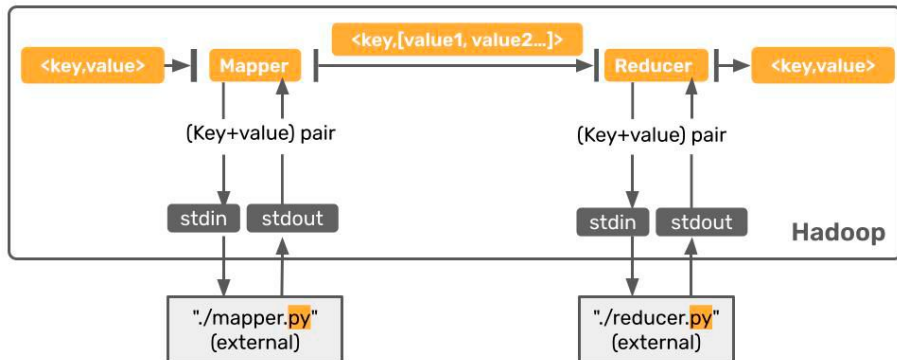 <key,[value1, value2...]>
<key,value>
Mapper
Reducer
<key,value>
(Key+value) pair
(Key+value) pair
stdin
stdout
stdin
stdout
Hadoop
"./mapper.py"
(external)
"./reducer.py"
(external)